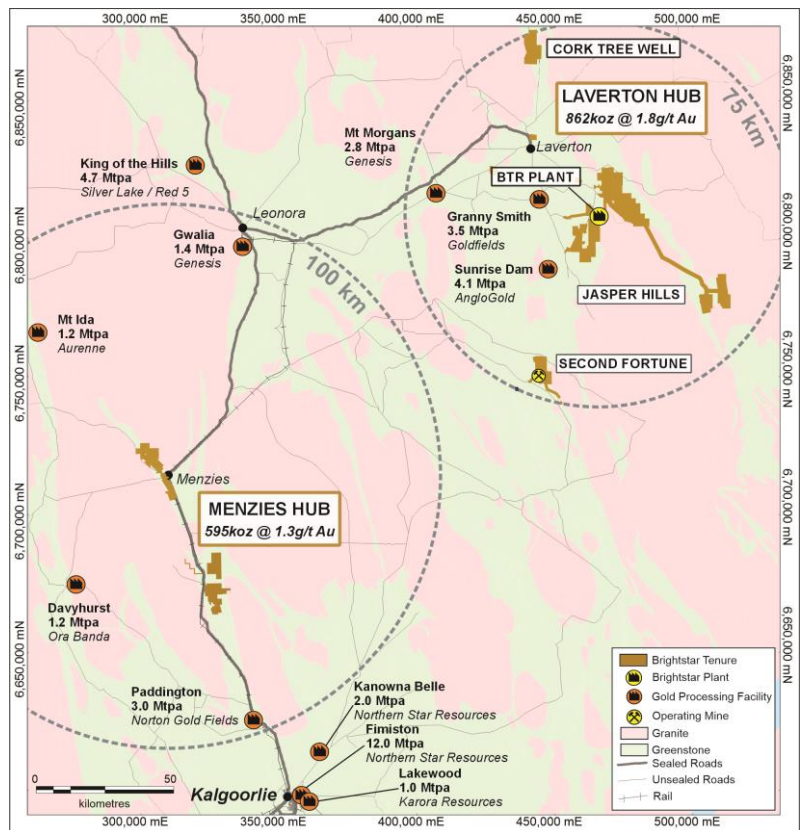 300,000 mE
350,000 mE
400,000 mE
450,000 mE
500,000 mE
6,850,000 mN
6,850,000 mN
CORK TREE WELL
LAVERTON HUB
862koz @ 1.8g/t Au
75 km
Mt Morgans
2.8 Mtpa
Genesis
Laverton
King of the Hills
4.7 Mtpa
Silver Lake / Red 5
BTR PLANT
Leonora
Granny Smith
3.5 Mtpa
Goldfields
6,800,000 mN
6,800,000 mN
Gwalia
1.4 Mtpa
Genesis
100 km
Sunrise Dam
4.1 Mtpa
AngloGold
JASPER HILLS
Mt Ida
1.2 Mtpa
Aurenne
SECOND FORTUNE
6,750,000 mN
6,750,000 mN
Menzies
MENZIES HUB
595koz @ 1.3g/t Au
6,700,000 mN
6,700,000 mN
Davyhurst
1.2 Mtpa
Ora Banda
6,650,000 mN
6,650,000 mN
Paddington
3.0 Mtpa
Norton Gold Fields
Kanowna Belle
2.0 Mtpa
Northern Star Resources
Fimiston
12.0 Mtpa
Northern Star Resources
Lakewood
1.0 Mtpa
Karora Resources
Kalgoorlie
0
50
kilometres
Brightstar Tenure
Brightstar Plant
Gold Processing Facility
Operating Mine
Granite
Greenstone
Sealed Roads
Unsealed Roads
Rail
300,000 mE
350,000 mE
400,000 mE
450,000 mE
500,000 mE